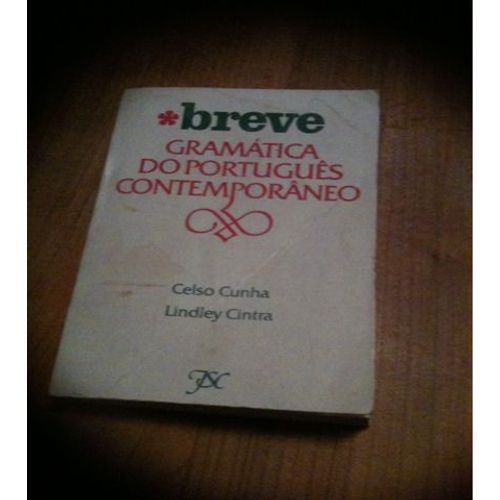 *breve
GRAMÁTICA
DO PORTUGUÊS
CONTEMPORÂNEO
Celso Cunha
Lindley Cintra